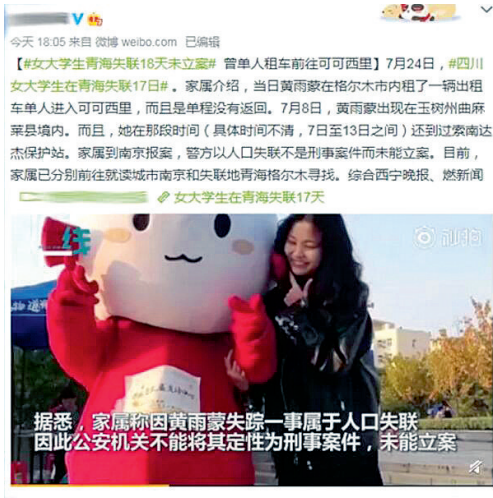 今天 18:05 来自 微博 weibo.com 已编辑
【#女大学生青海失联18天未立案# 曾单人租车前往可可西里】7月24日，#四川
女大学生在青海失联17日#。家属介绍，当日黄雨蒙在格尔木市内租了一辆出租
车单人进入可可西里，而且是单程没有返回。7月8日，黄雨蒙出现在玉树州曲麻
莱县境内。而且，她在那段时间（具体时间不清，7日至13日之间）还到过索南达
杰保护站。家属到南京报案，警方以人口失联不是刑事案件而未能立案。目前，
家属已分别前往就读城市南京和失联地青海格尔木寻找。综合西宁晚报、燃新闻
女大学生在青海失联17天
一线
秒拍
据悉，家属称因黄雨蒙失踪一事属于人口失联
因此公安机关不能将其定性为刑事案件，未能立案